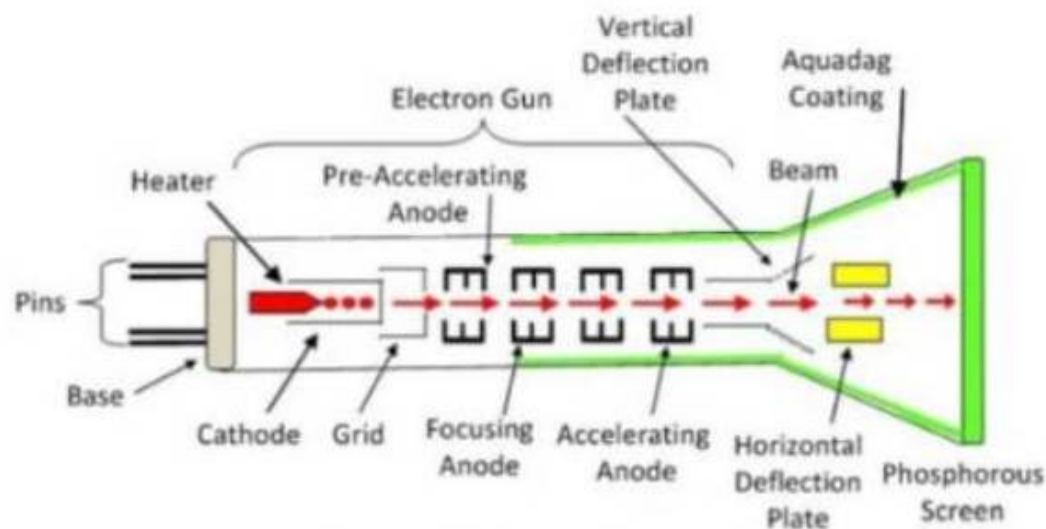 Vertical
Deflection
Plate
Aquadag
Coating
Electron Gun
Heater
Pre-Accelerating
Anode
Beam
Pins
Base
Cathode
Grid
Focusing
Anode
Accelerating
Anode
Horizontal
Deflection
Plate
Phosphorous
Screen